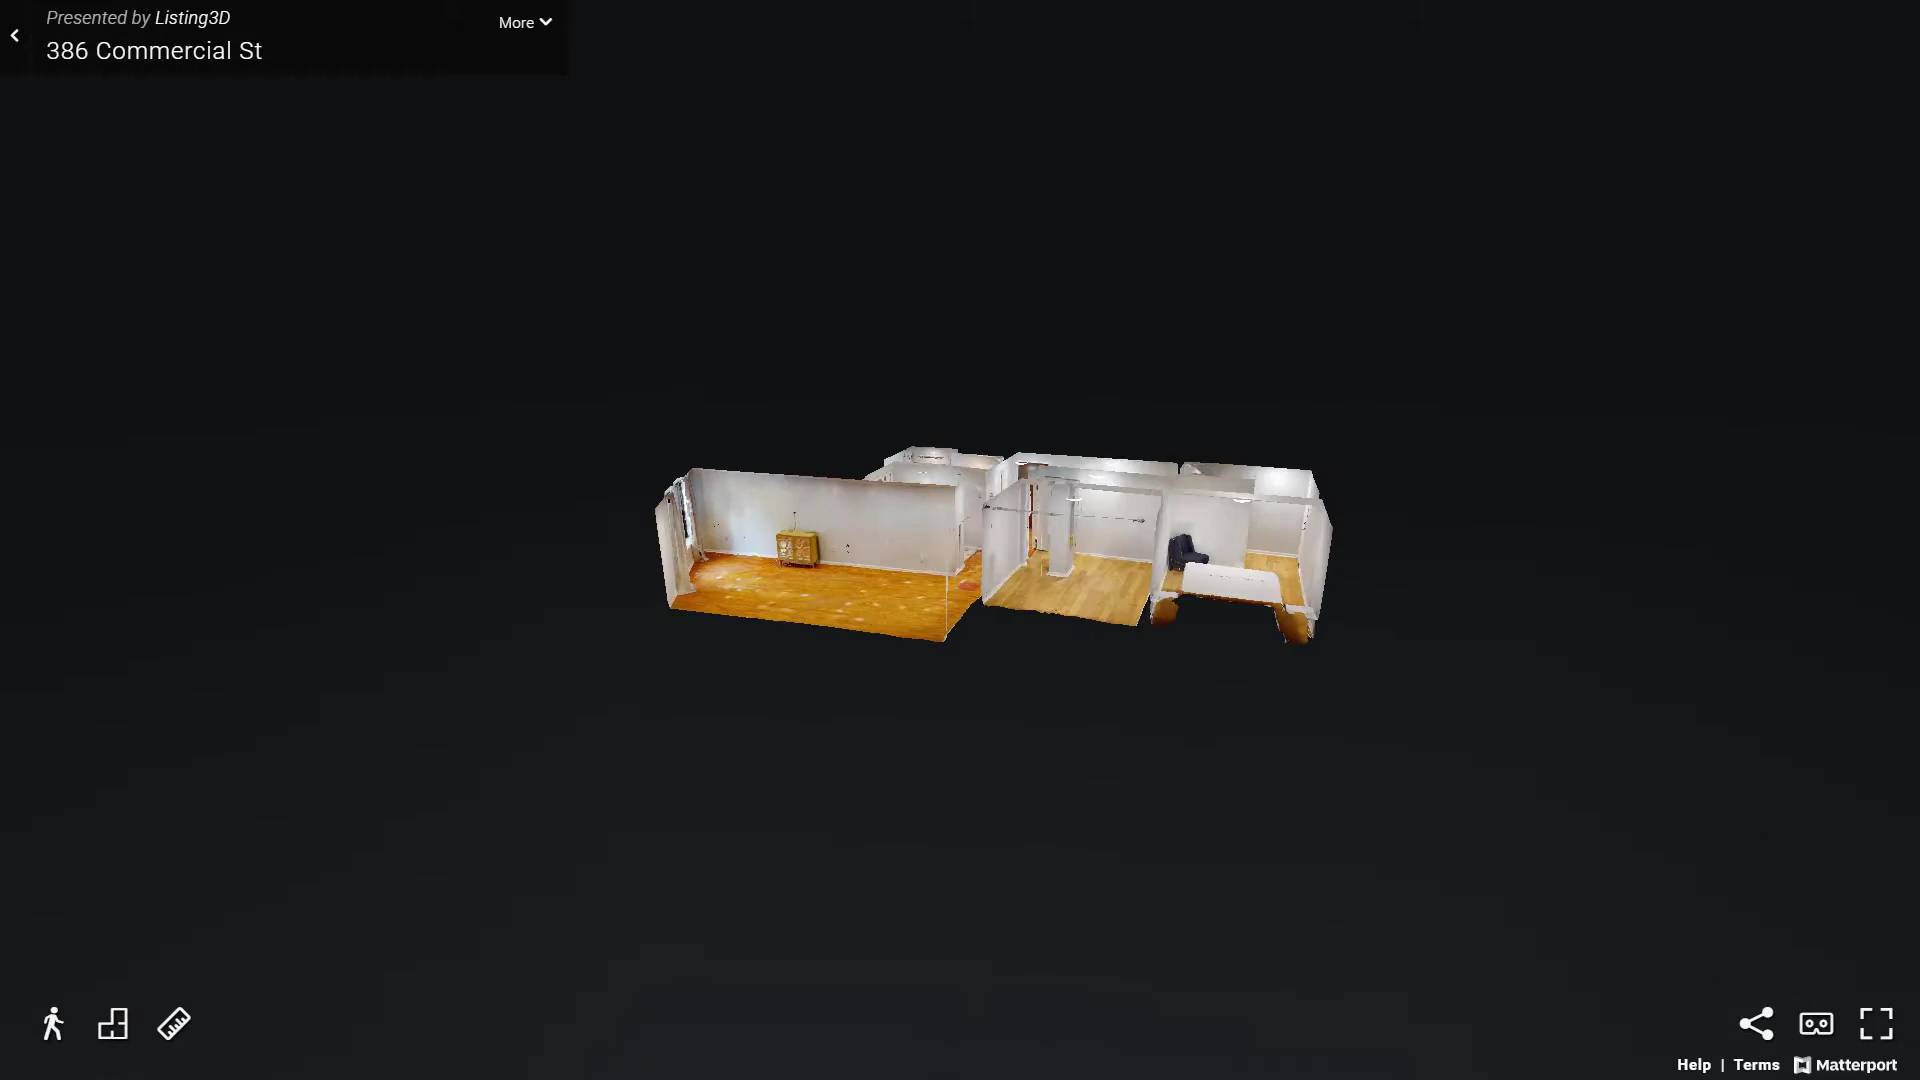 Presented by Listing3D
More
386 Commercial St
Help | Terms Matterport